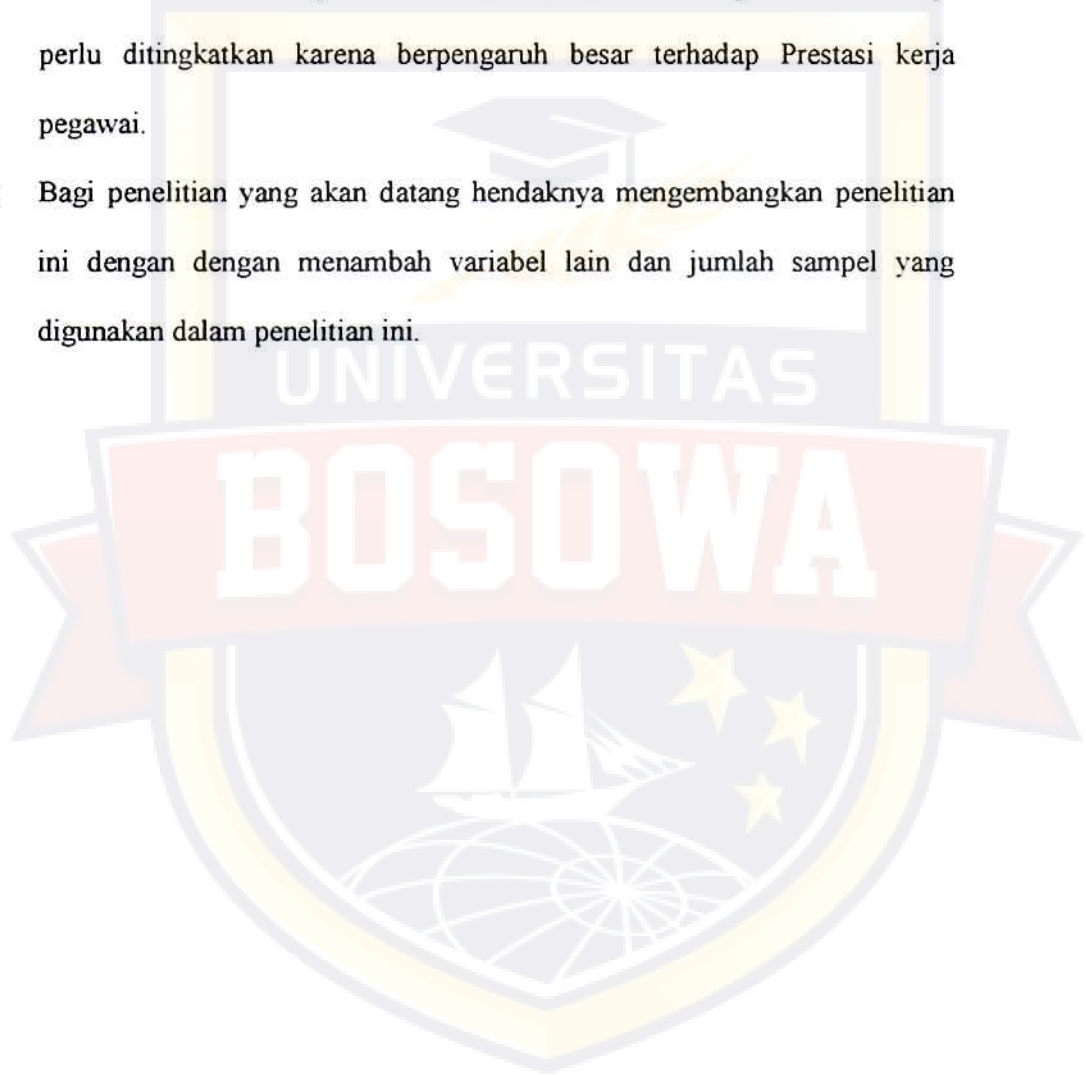 perlu ditingkatkan karena berpengaruh besar terhadap Prestasi kerja
pegawai.
Bagi penelitian yang akan datang hendaknya mengembangkan penelitian
ini dengan dengan menambah variabel lain dan jumlah sampel yang
digunakan dalam penelitian ini.
UNIVERSITAS
BOSOWA